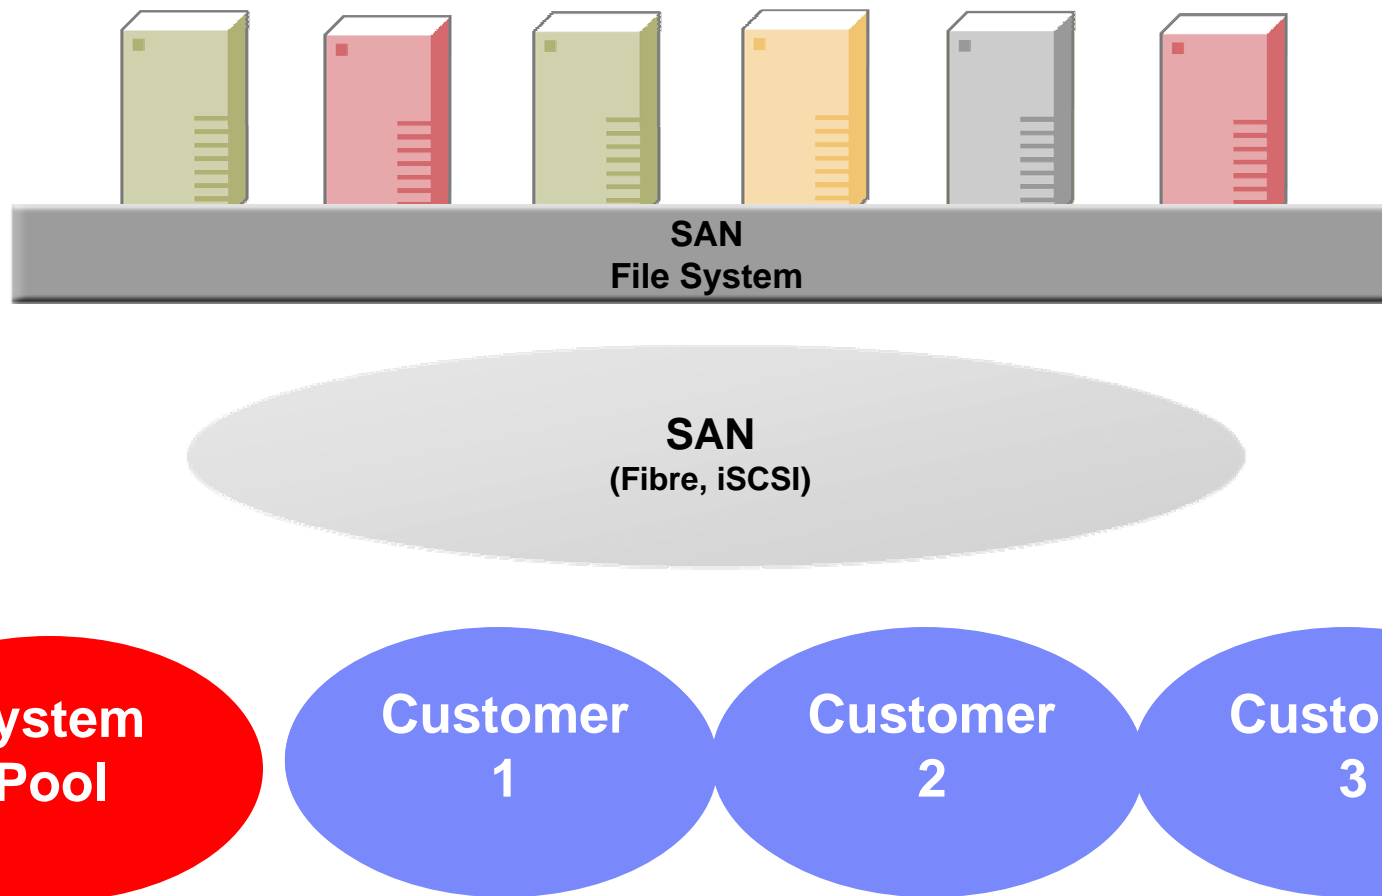 SAN
File System
SAN
(Fibre, iSCSI)
ystem
Pool
Customer
1
Customer
2
Custo
3